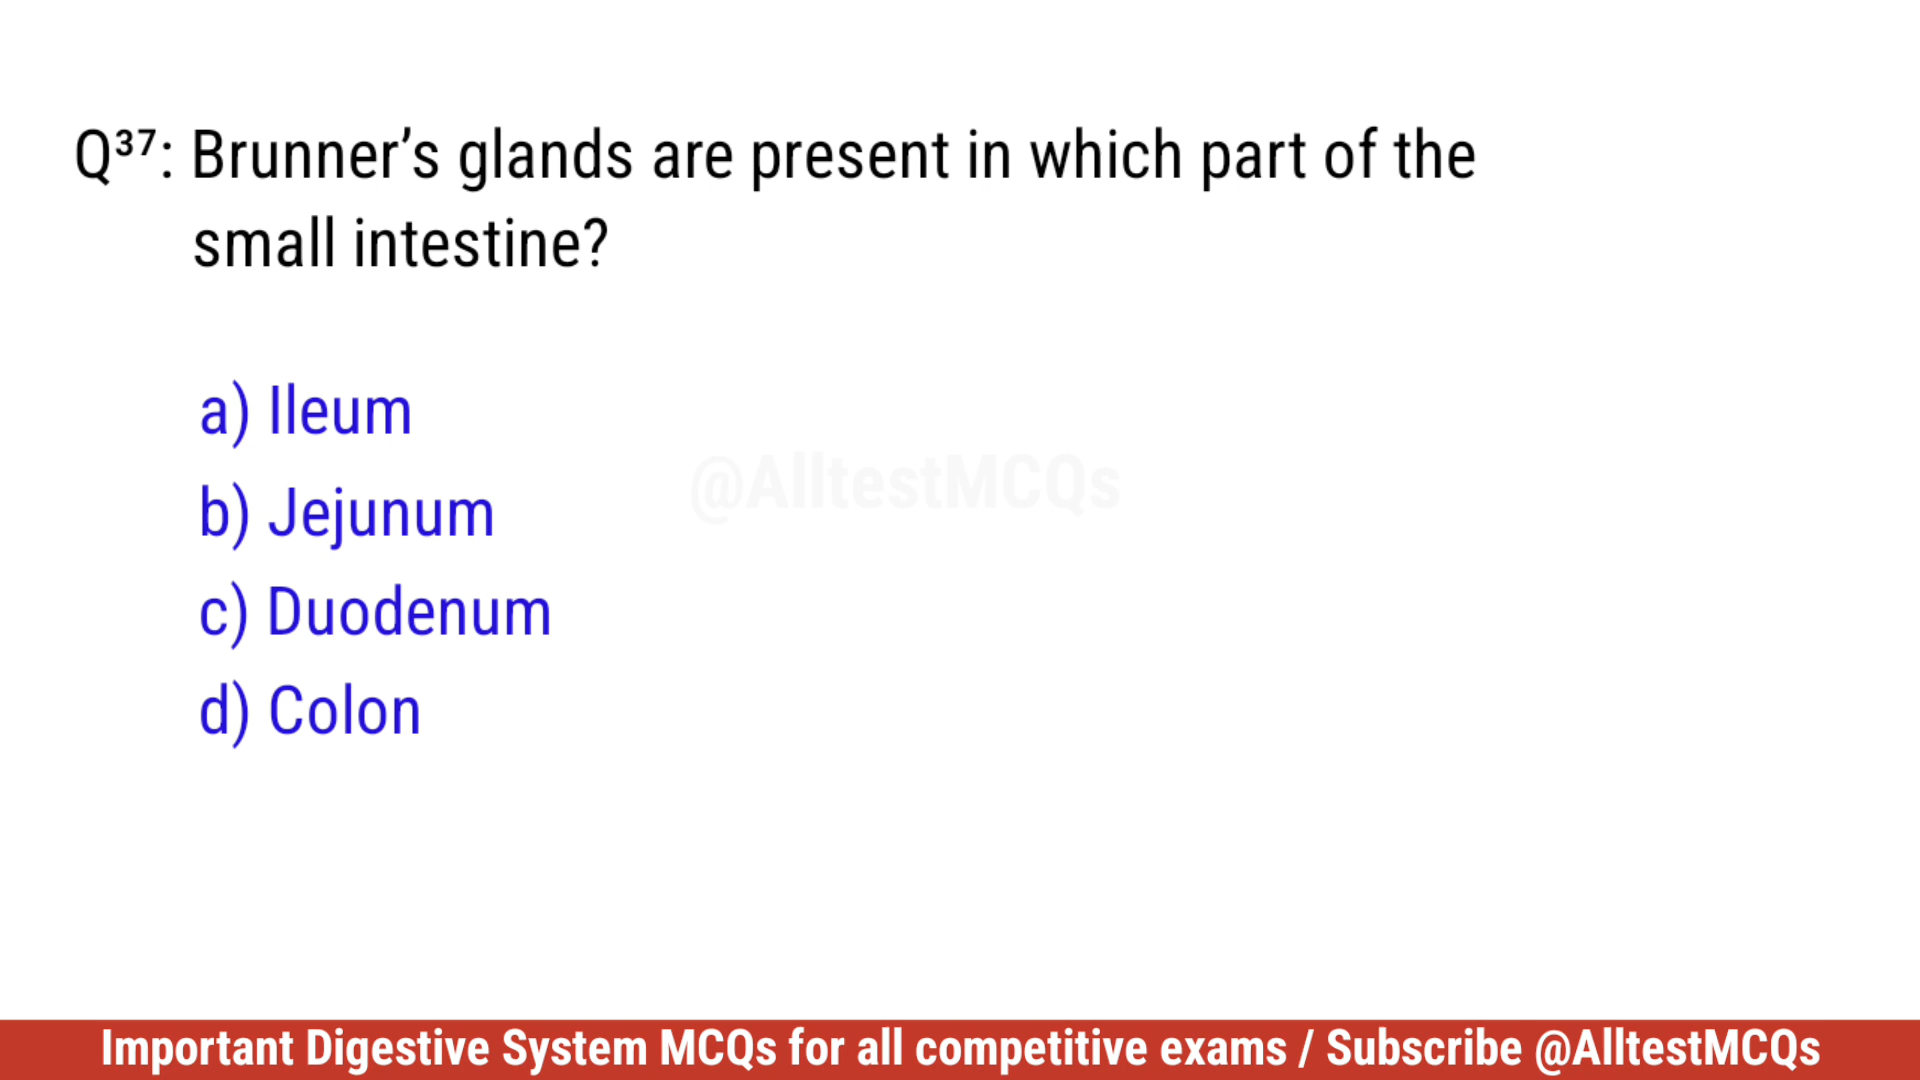 Q³⁷: Brunner’s glands are present in which part of the
small intestine?
a) Ileum
@AlltestMCQs
b) Jejunum
c) Duodenum
d) Colon
Important Digestive System MCQs for all competitive exams / Subscribe @AlltestMCQs